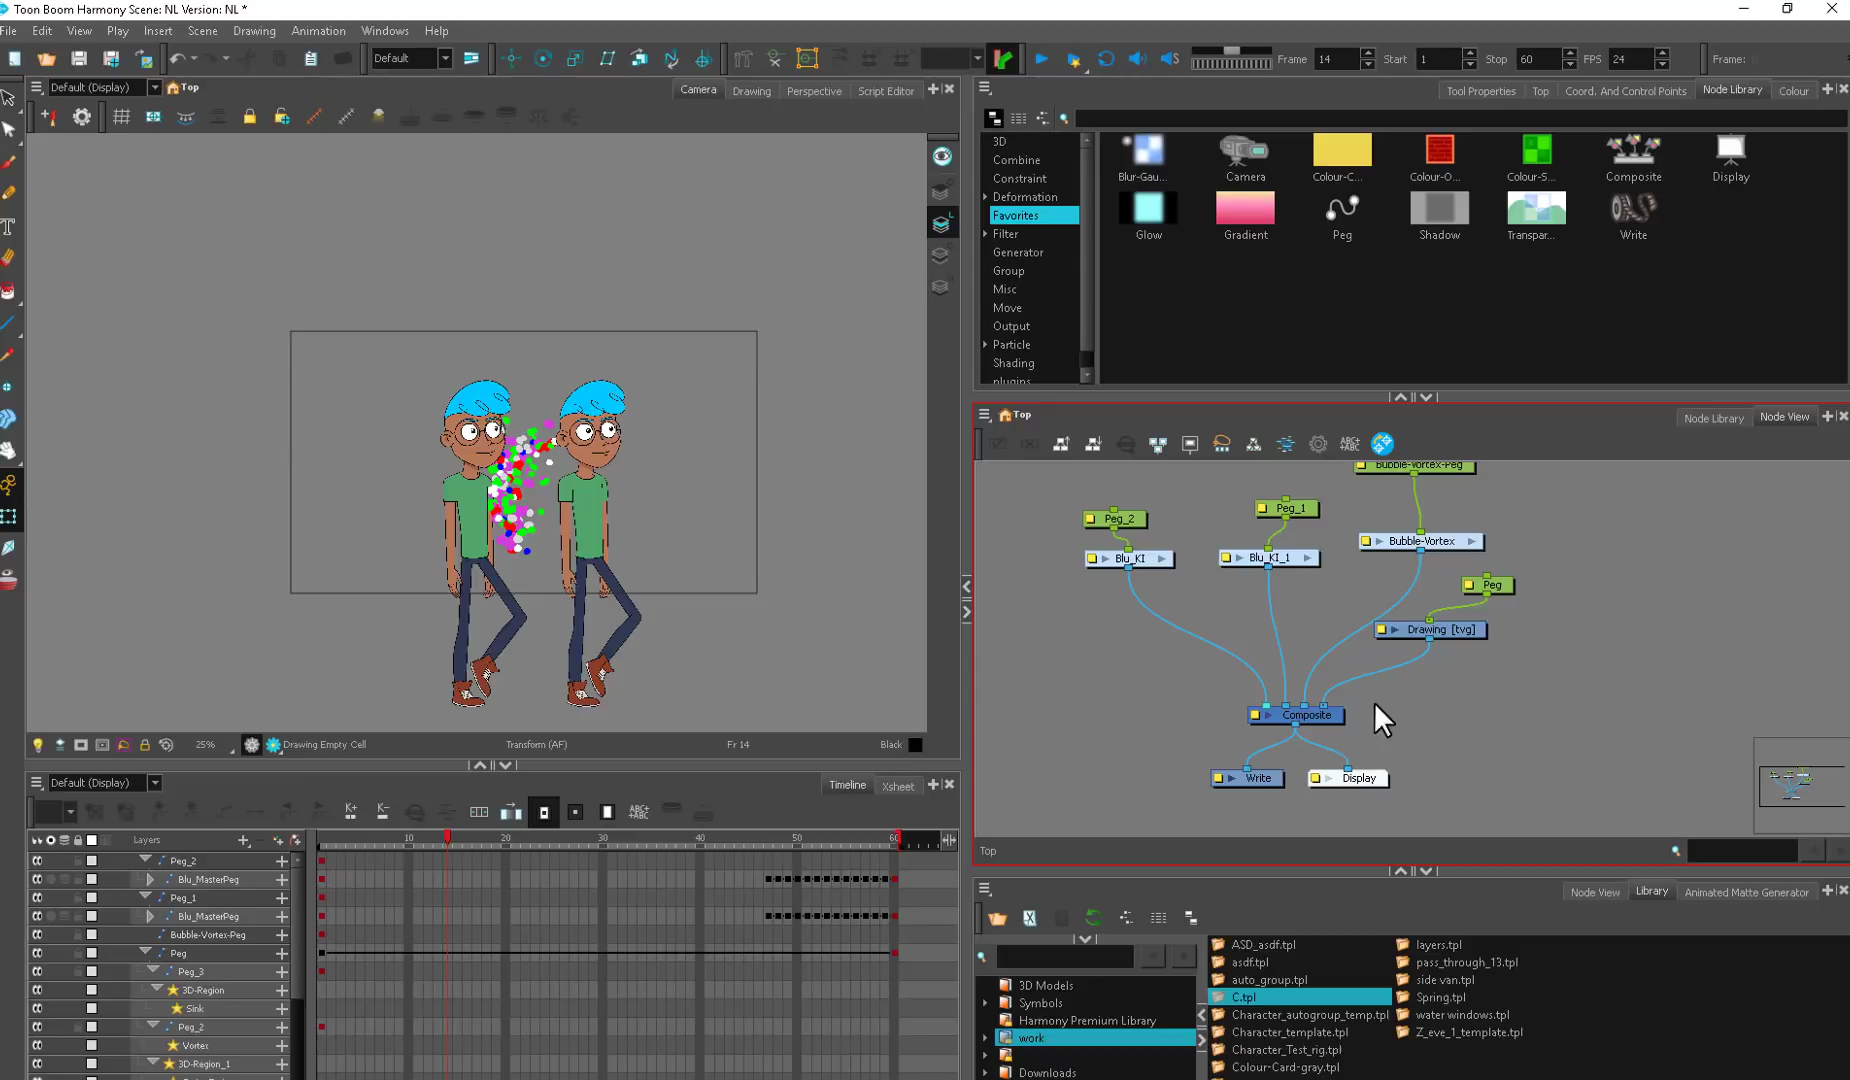 Toon Boom Harmony Scene: NL Version: NL *
File Edit View Play Insert Scene Drawing Animation Windows Help
Default Frame 14 Start 1 Stop 60 FPS 24 Frame:
Default (Display) Top Camera Drawing Perspective Script Editor
Tool Properties Top Coord. And Control Points Node Library Colour
3D
Combine
Constraint
Deformation
Favorites
Filter
Generator
Group
Misc
Move
Output
Particle
Shading
plugins
Blur-Gau... Camera Colour-C... Colour-O... Colour-S... Composite Display
Glow Gradient Peg Shadow Transpar... Write
Top Node Library Node View
ABC+
ABC
Bubble-Vortex-Peg
Peg_2 Peg_1
Blu_KI Blu_KI_1 Bubble-Vortex
Peg
Drawing [tvg]
Composite
Write Display
Top
25% Drawing Empty Cell Transform (AF) Fr 14 Black
Default (Display) Timeline Xsheet
K+ K- ABC+
ABC
Layers 10 20 30 40 50 60
Peg_2
Blu_MasterPeg
Peg_1
Blu_MasterPeg
Bubble-Vortex-Peg
Peg
Peg_3
3D-Region
Sink
Peg_2
Vortex
3D-Region_1
Node View Library Animated Matte Generator
3D Models
Symbols
Harmony Premium Library
work
Downloads
ASD_asdf.tpl
asdf.tpl
auto_group.tpl
C.tpl
Character_autogroup_temp.tpl
Character_template.tpl
Character_Test_rig.tpl
Colour-Card-gray.tpl
layers.tpl
pass_through_13.tpl
side van.tpl
Spring.tpl
water windows.tpl
Z_eve_1_template.tpl